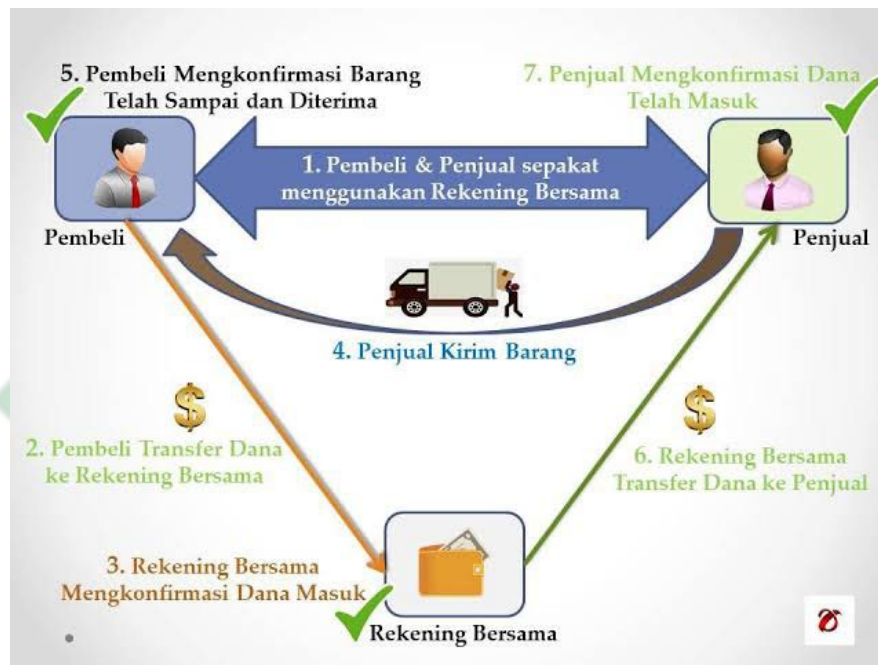 5. Pembeli Mengkonfirmasi Barang
Telah Sampai dan Diterima
7. Penjual Mengkonfirmasi Dana
Telah Masuk
1. Pembeli & Penjual sepakat
menggunakan Rekening Bersama
Pembeli
Penjual
4. Penjual Kirim Barang
$
$
2. Pembeli Transfer Dana
ke Rekening Bersama
6. Rekening Bersama
Transfer Dana ke Penjual
3. Rekening Bersama
Mengkonfirmasi Dana Masuk
Rekening Bersama